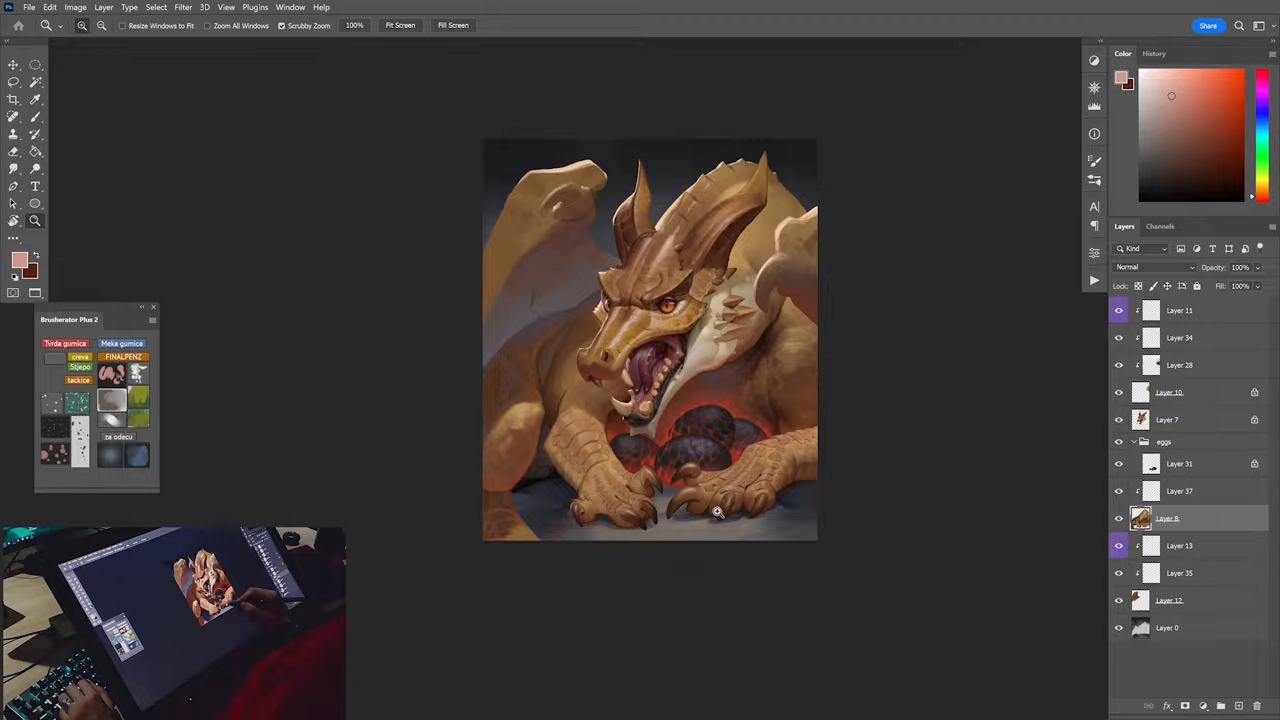 Ps File Edit Image Layer Type Select Filter 3D View Plugins Window Help
Resize Windows to Fit Zoom All Windows Scrubby Zoom 100% Fit Screen Fill Screen Share
Color History
Layers Channels
Kind
Normal Opacity: 100%
Lock: Fill: 100%
Layer 11
Layer 34
Layer 28
Layer 10
Layer 7
eggs
Layer 31
Layer 37
Layer 8
Layer 13
Layer 35
Layer 12
Layer 0
fx
Brusherator Plus 2
Tvrda gumica Meka gumica
creva FINALPENZ
Stjepo
tackice
za odecu